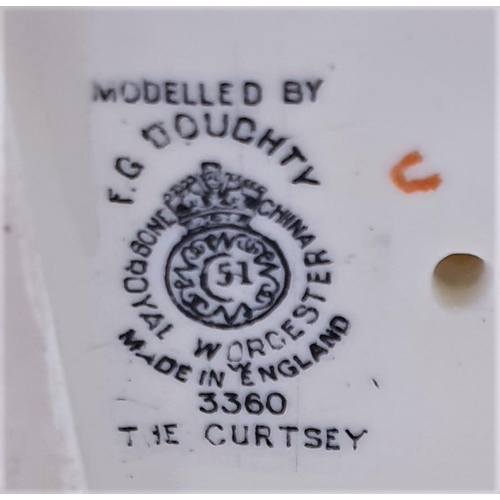 MODELLED BY
F.G DOUGHTY
ROYAL WORCESTER
BONE CHINA
51
MADE IN ENGLAND
3360
THE CURTSEY